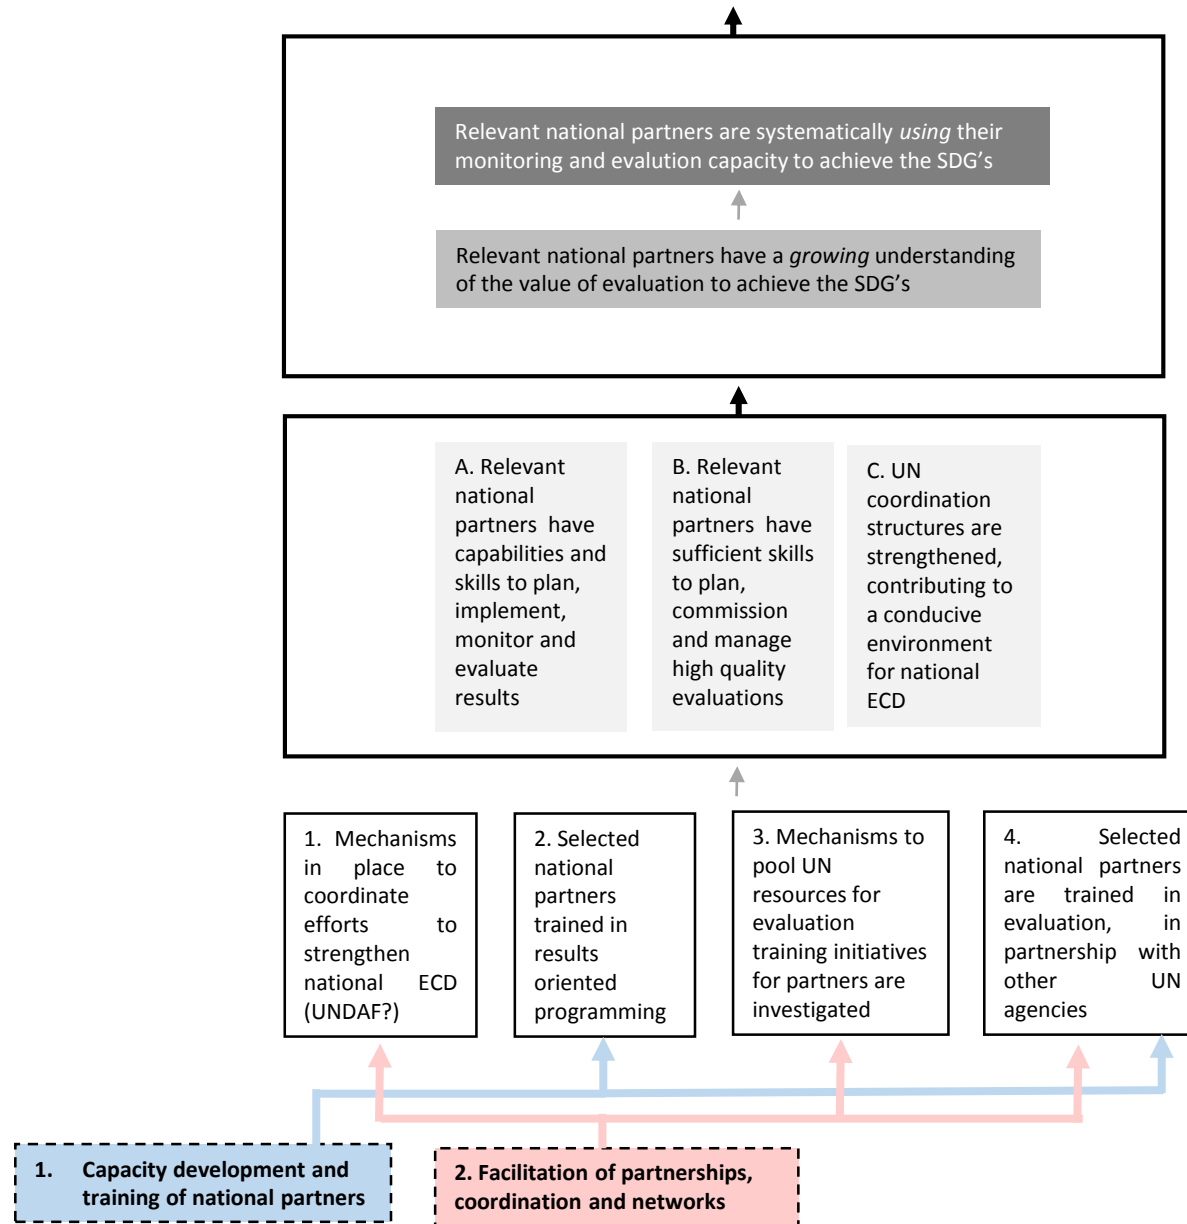 Relevant national partners are systematically using their
monitoring and evalution capacity to achieve the SDG's
Relevant national partners have a growing understanding
of the value of evaluation to achieve the SDG's
A. Relevant
national
partners have
capabilities and
skills to plan,
implement,
monitor and
evaluate
results
B. Relevant
national
partners have
sufficient skills
to plan,
commission
and manage
high quality
evaluations
C. UN
coordination
structures are
strengthened,
contributing to
a conducive
environment
for national
ECD
1. Mechanisms
in place to
coordinate
efforts to
strengthen
national ECD
(UNDAF?)
2. Selected
national
partners
trained in
results
oriented
programming
3. Mechanisms to
pool UN
resources for
evaluation
training initiatives
for partners are
investigated
4. Selected
national partners
are trained in
evaluation, in
partnership with
other UN
agencies
1. Capacity development and
training of national partners
2. Facilitation of partnerships,
coordination and networks